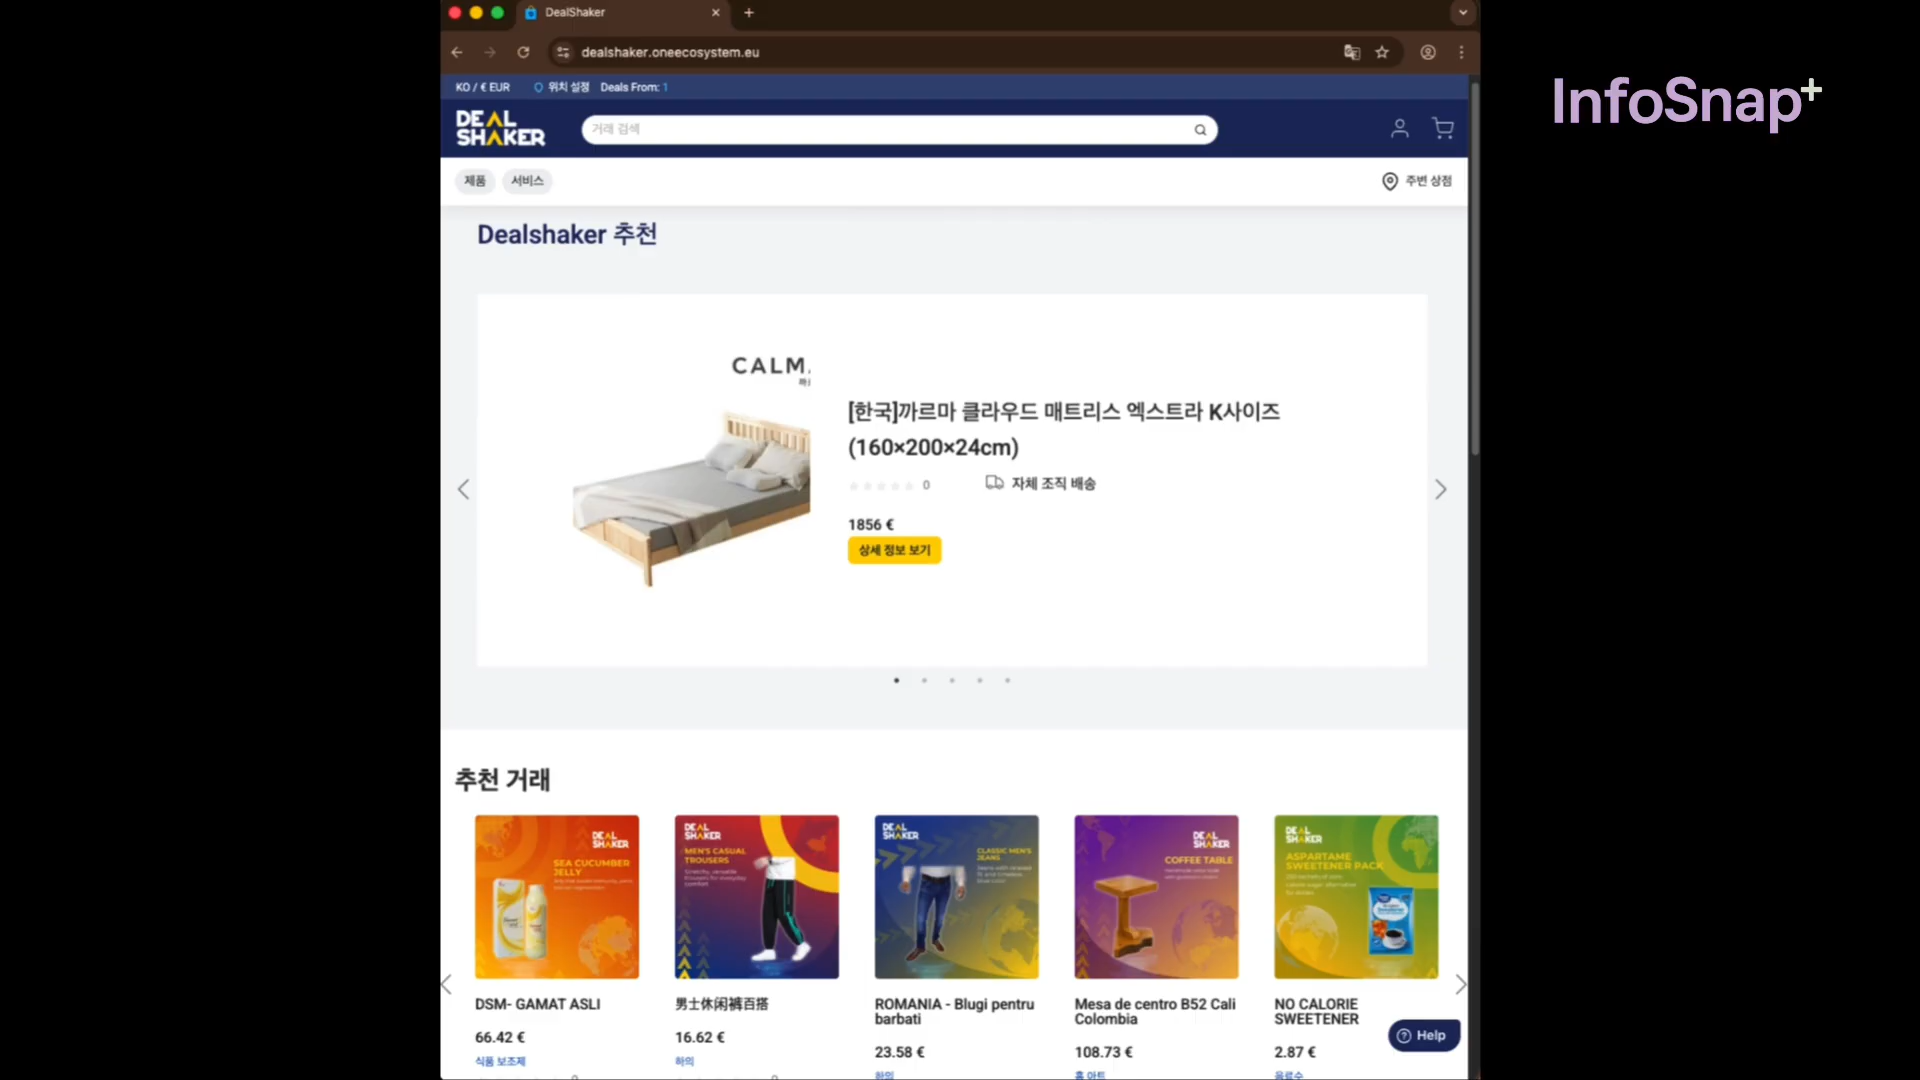 DealShaker
InfoSnap+
dealshaker.oneecosystem.eu
KO / € EUR
위치 설정
Deals From: 1
DEAL
SHAKER
거래 검색
제품
서비스
주변 상점
Dealshaker 추천
CALM
[한국]까르마 클라우드 매트리스 엑스트라 K사이즈
(160×200×24cm)
0
자체 조직 배송
1856 €
상세 정보 보기
추천 거래
DEAL
SHAKER
SEA CUCUMBER
JELLY
DEAL
SHAKER
MEN'S CASUAL
TROUSERS
Stretchy, versatile
trousers for everyday
comfort
DEAL
SHAKER
CLASSIC MEN'S
JEANS
DEAL
SHAKER
COFFEE TABLE
DEAL
SHAKER
ASPARTAME
SWEETENER PACK
DSM- GAMAT ASLI
66.42 €
식품 보조제
男士休闲裤百搭
16.62 €
하의
ROMANIA - Blugi pentru
barbati
23.58 €
하의
Mesa de centro B52 Cali
Colombia
108.73 €
홈 아트
NO CALORIE
SWEETENER
2.87 €
음료수
Help